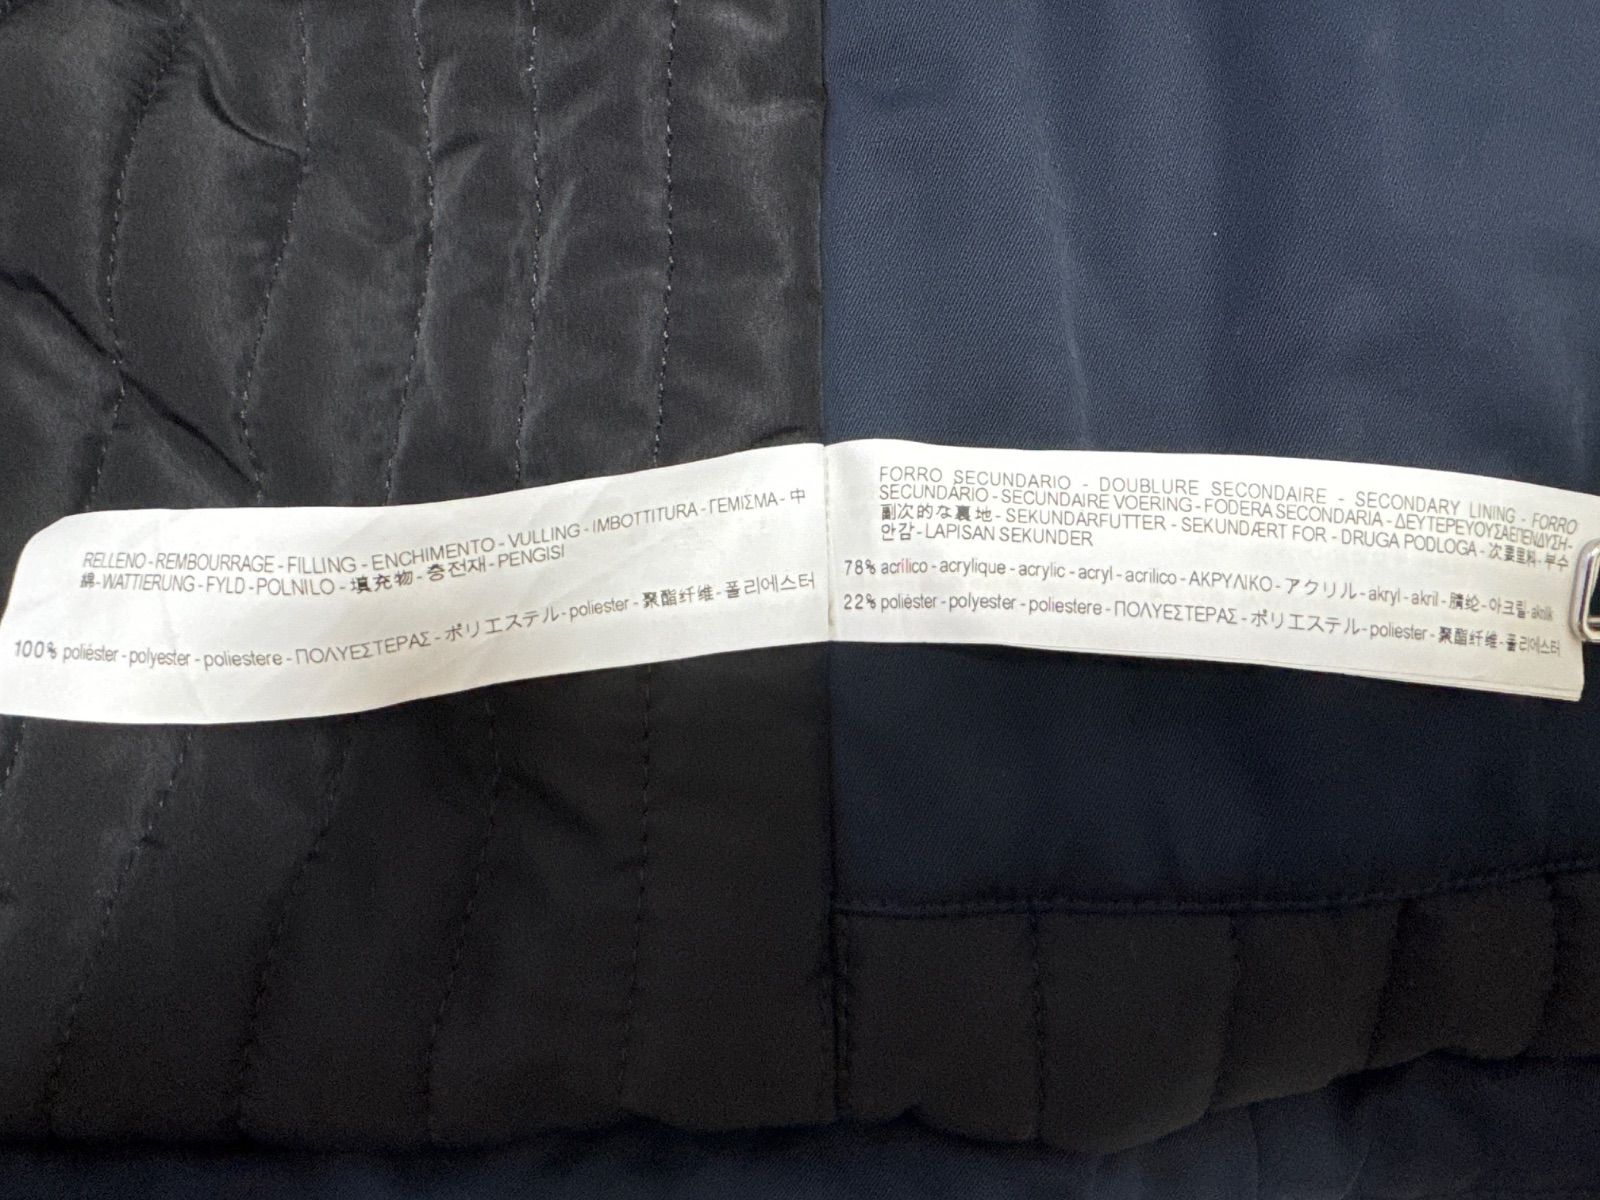 RELLENO-REMBOURRAGE-FILLING-ENCHIMENTO-VULLING-IMBOTTITURA-ΓΕΜΙΣΜΑ-中
綿-WATTIERUNG-FYLD-POLNILO-填充物-충전재-PENGISI
100% poliéster-polyester-poliestere-ΠΟΛΥΕΣΤΕΡΑΣ-ポリエステル-poliester-聚酯纤维-폴리에스터
FORRO SECUNDARIO - DOUBLURE SECONDAIRE - SECONDARY LINING - FORRO
SECUNDÁRIO-SECUNDAIRE VOERING-FODERA SECONDARIA-ΔΕΥΤΕΡΕΥΟΥΣΑΕΠΕΝΔΥΣΗ-
副次的な裏地-SEKUNDÄRFUTTER-SEKUNDÆRT FOR-DRUGA PODLOGA-次要里料-부수
안감-LAPISAN SEKUNDER
78% acrílico-acrylique-acrylic-acryl-acrilico-ΑΚΡΥΛΙΚΟ-アクリル-akryl-akril-腈纶-아크릴-akrilik
22% poliéster-polyester-poliestere-ΠΟΛΥΕΣΤΕΡΑΣ-ポリエステル-poliester-聚酯纤维-폴리에스터